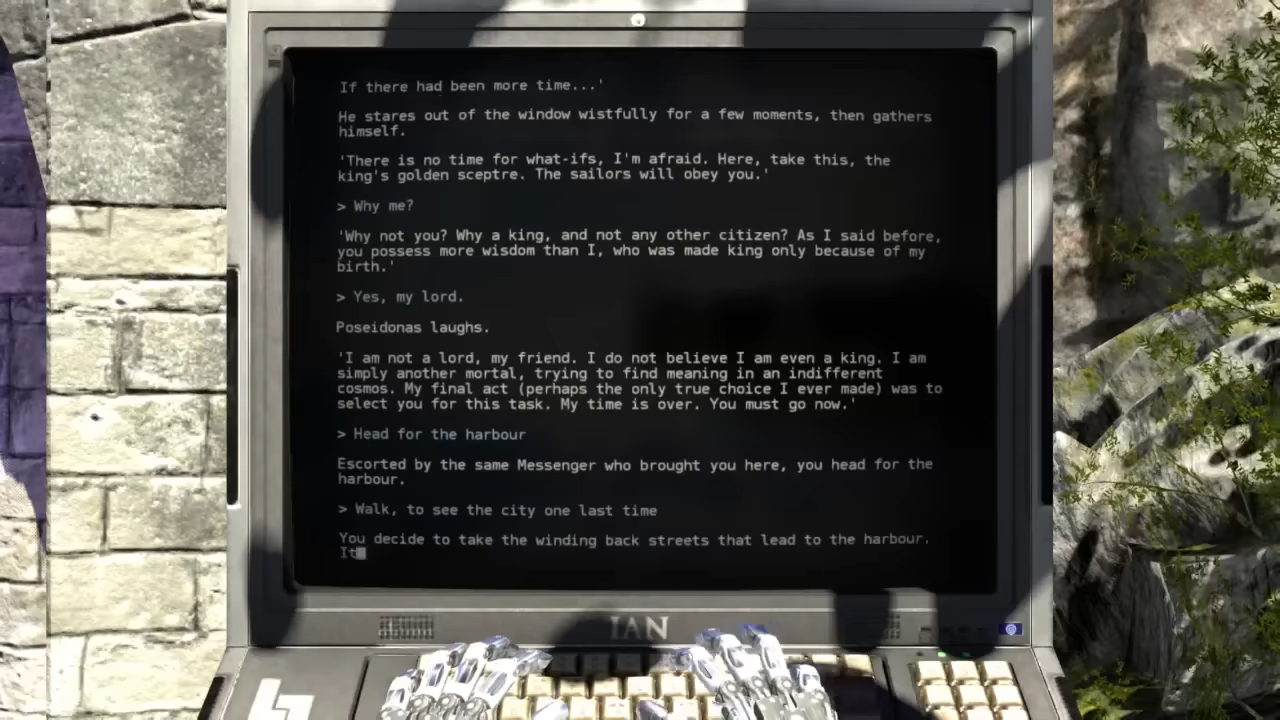 If there had been more time...'
He stares out of the window wistfully for a few moments, then gathers
himself.
'There is no time for what-ifs, I'm afraid. Here, take this, the
king's golden sceptre. The sailors will obey you.'
> Why me?
'Why not you? Why a king, and not any other citizen? As I said before,
you possess more wisdom than I, who was made king only because of my
birth.'
> Yes, my lord.
Poseidonas laughs.
'I am not a lord, my friend. I do not believe I am even a king. I am
simply another mortal, trying to find meaning in an indifferent
cosmos. My final act (perhaps the only true choice I ever made) was to
select you for this task. My time is over. You must go now.'
> Head for the harbour
Escorted by the same Messenger who brought you here, you head for the
harbour.
> Walk, to see the city one last time
You decide to take the winding back streets that lead to the harbour.
It
IAN